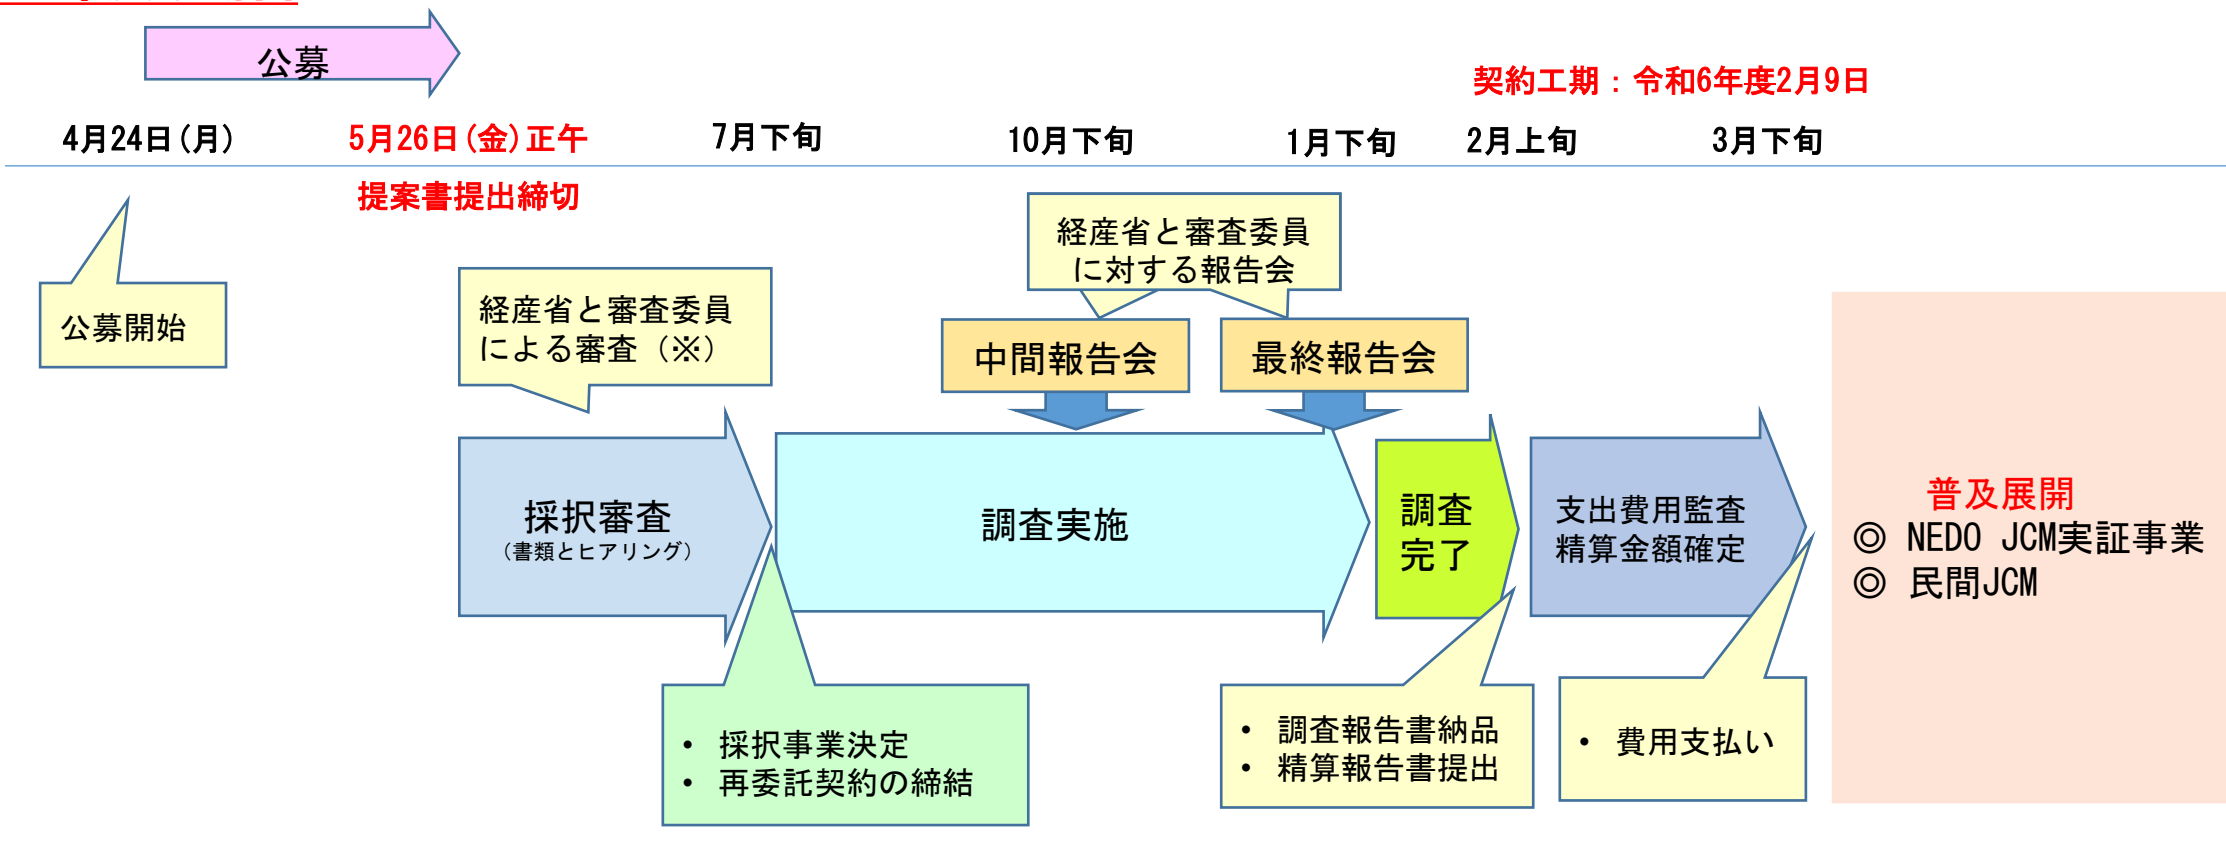 公募
契約工期：令和6年度2月9日
4月24日(月)
5月26日(金)正午
7月下旬
10月下旬
1月下旬
2月上旬
3月下旬
提案書提出締切
経産省と審査委員
に対する報告会
公募開始
経産省と審査委員
による審査（※）
中間報告会
最終報告会
採択審査
（書類とヒアリング）
調査実施
調査
完了
支出費用監査
精算金額確定
普及展開
◎ NEDO JCM実証事業
◎ 民間JCM
• 採択事業決定
• 再委託契約の締結
• 調査報告書納品
• 精算報告書提出
• 費用支払い